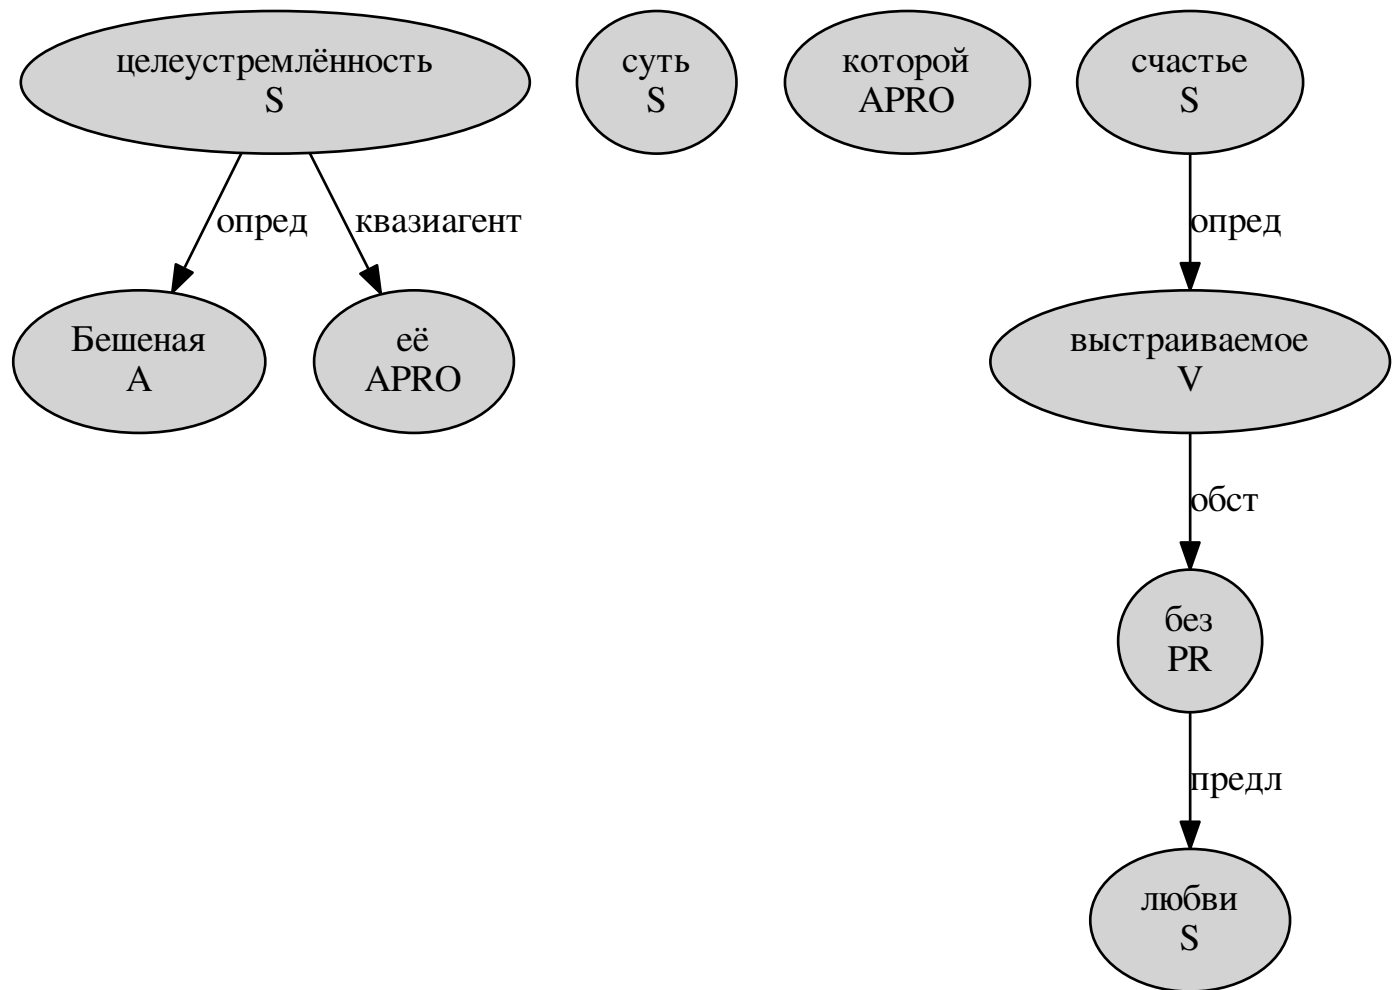 целеустремлённость
S
суть
S
которой
APRO
счастье
S
опред
квазиагент
опред
Бешеная
A
её
APRO
выстраиваемое
V
обст
без
PR
предл
любви
S